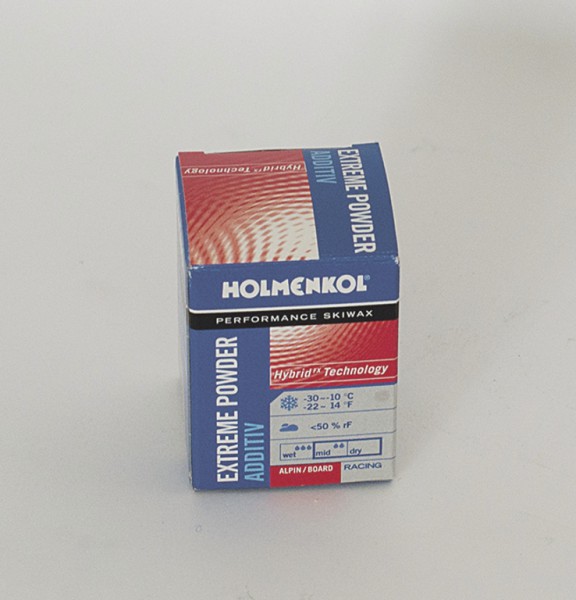 Hybridᶠˣ Technology
EXTREME POWDER
ADDITIV
HOLMENKOL®
PERFORMANCE SKIWAX
EXTREME POWDER
ADDITIV
Hybridᶠˣ Technology
-30 – -10 °C
-22 – 14 °F
<50 % rF
wet mid dry
ALPIN/BOARD RACING